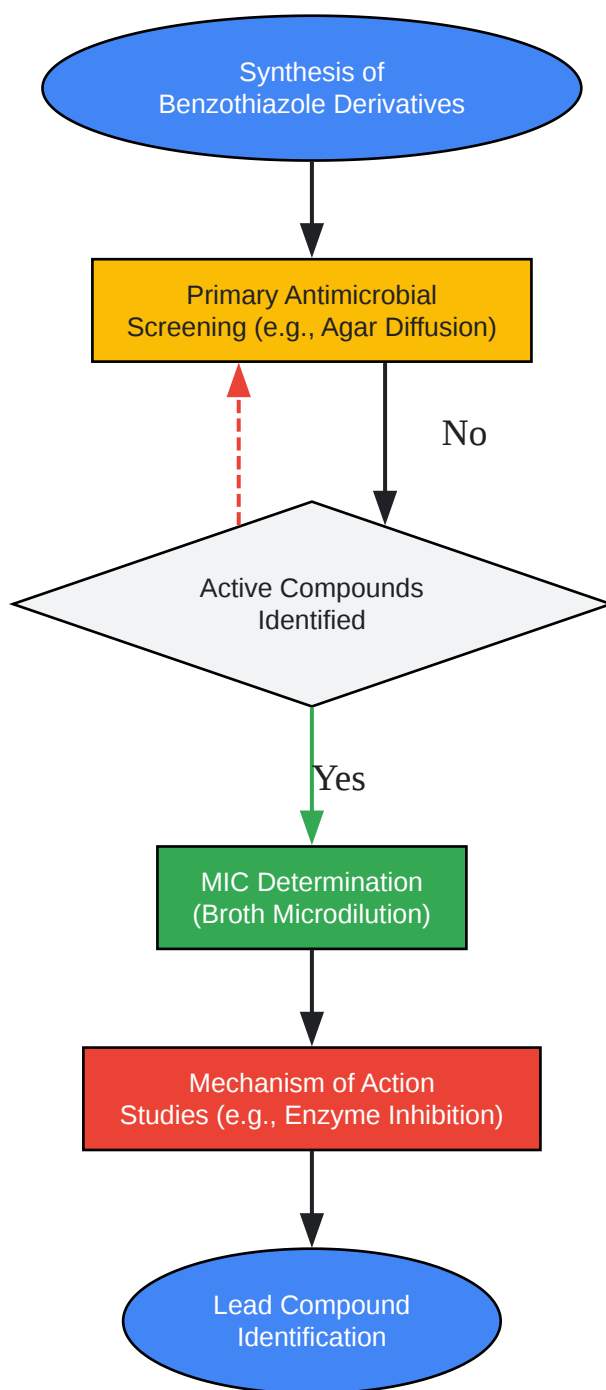 Synthesis of
Benzothiazole Derivatives
Primary Antimicrobial
Screening (e.g., Agar Diffusion)
No
Active Compounds
Identified
Yes
MIC Determination
(Broth Microdilution)
Mechanism of Action
Studies (e.g., Enzyme Inhibition)
Lead Compound
Identification